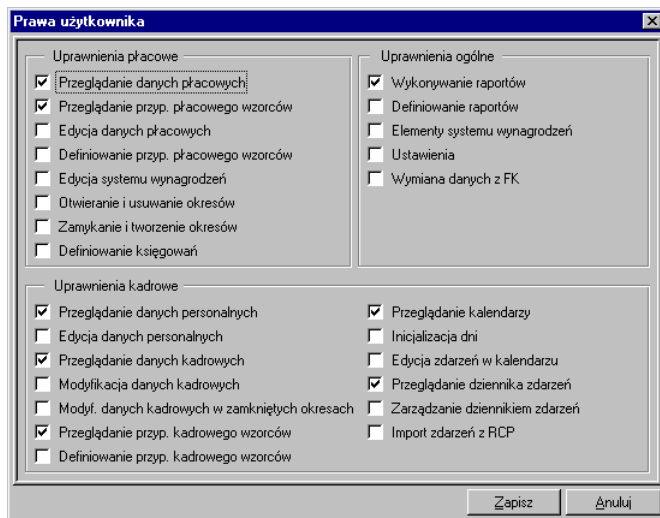 Prawa użytkownika
Uprawnienia płacowe
Przeglądanie danych płacowych
Przeglądanie przyp. płacowego wzorców
Edycja danych płacowych
Definiowanie przyp. płacowego wzorców
Edycja systemu wynagrodzeń
Otwieranie i usuwanie okresów
Zamykanie i tworzenie okresów
Definiowanie księgowań
Uprawnienia ogólne
Wykonywanie raportów
Definiowanie raportów
Elementy systemu wynagrodzeń
Ustawienia
Wymiana danych z FK
Uprawnienia kadrowe
Przeglądanie danych personalnych
Edycja danych personalnych
Przeglądanie danych kadrowych
Modyfikacja danych kadrowych
Modyf. danych kadrowych w zamkniętych okresach
Przeglądanie przyp. kadrowego wzorców
Definiowanie przyp. kadrowego wzorców
Przeglądanie kalendarzy
Inicjalizacja dni
Edycja zdarzeń w kalendarzu
Przeglądanie dziennika zdarzeń
Zarządzanie dziennikiem zdarzeń
Import zdarzeń z RCP
Zapisz
Anuluj